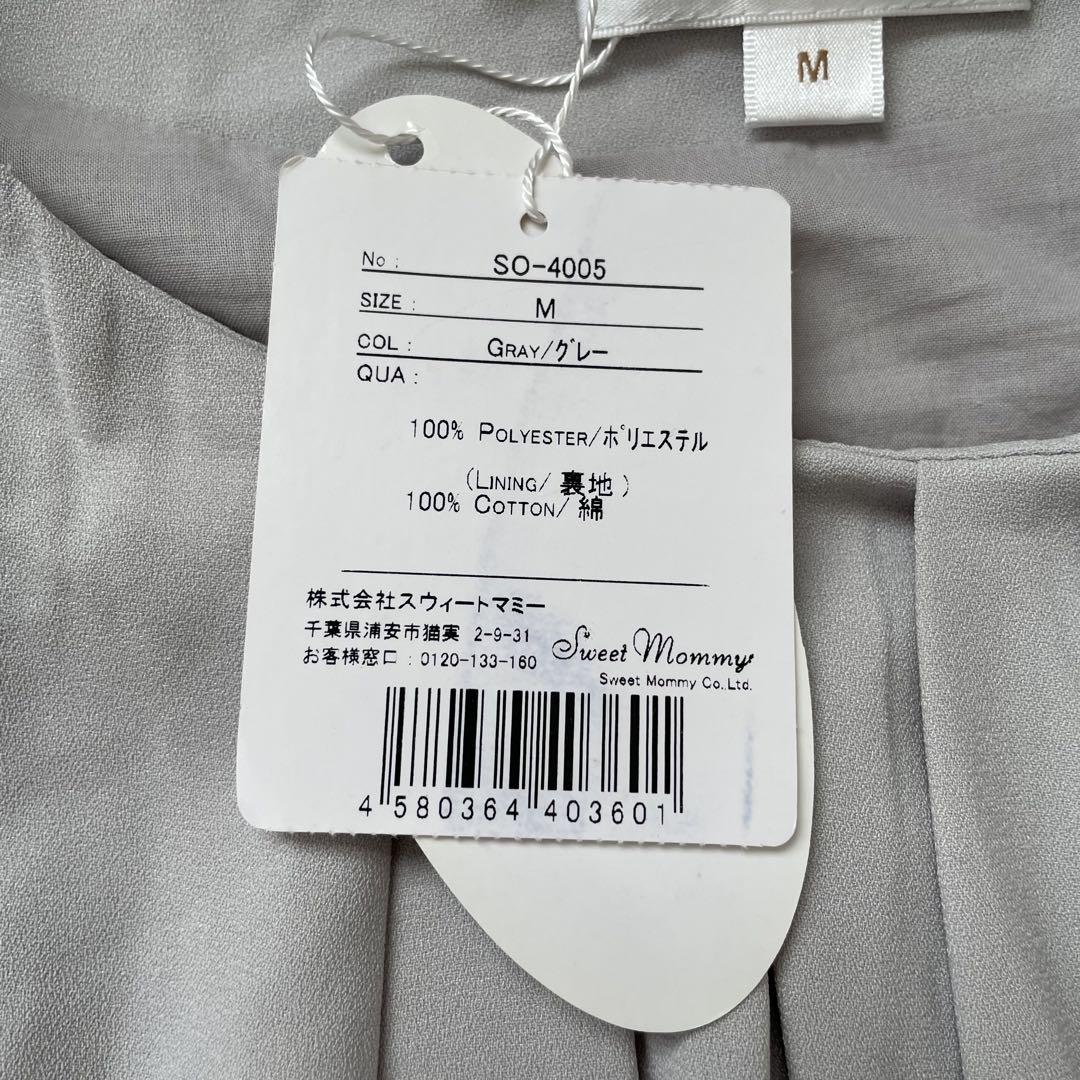 M
No : SO-4005
SIZE : M
COL : GRAY/グレー
QUA :
100% POLYESTER/ポリエステル
(LINING/ 裏地 )
100% COTTON/ 綿
株式会社スウィートマミー
千葉県浦安市猫実 2-9-31
お客様窓口 : 0120-133-160
Sweet Mommy
Sweet Mommy Co.,Ltd.
4 580364 403601